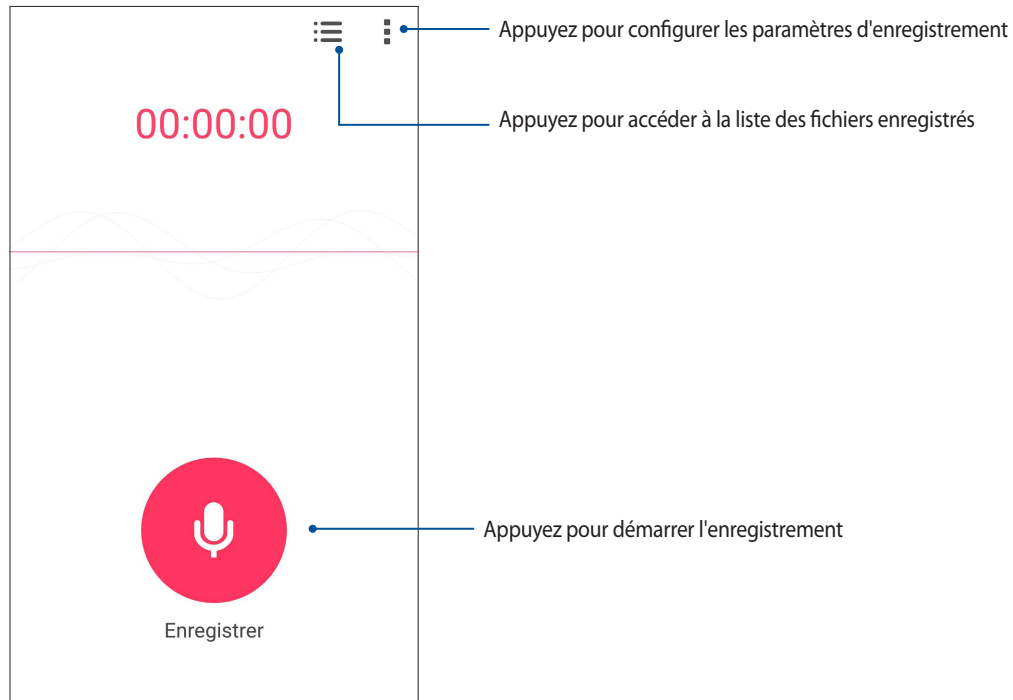 Appuyez pour configurer les paramètres d'enregistrement
00:00:00
Appuyez pour accéder à la liste des fichiers enregistrés
Appuyez pour démarrer l'enregistrement
Enregistrer